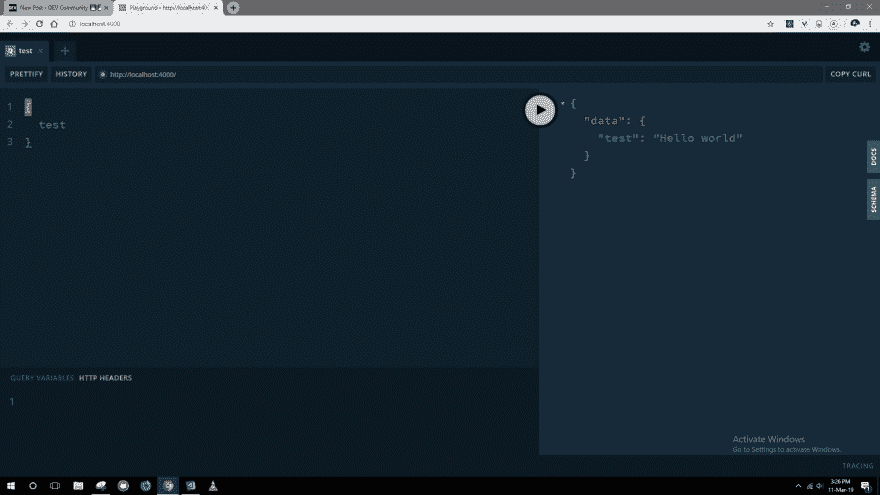 New Post - DEV Community
Playground - http://localhost:40
localhost:4000
test
PRETTIFY HISTORY http://localhost:4000/ COPY CURL
1 {
2 test
3 }
{
"data": {
"test": "Hello world"
}
}
DOCS
SCHEMA
QUERY VARIABLES HTTP HEADERS
1
Activate Windows
Go to Settings to activate Windows.
TRACING
3:26 PM
11-Mar-19